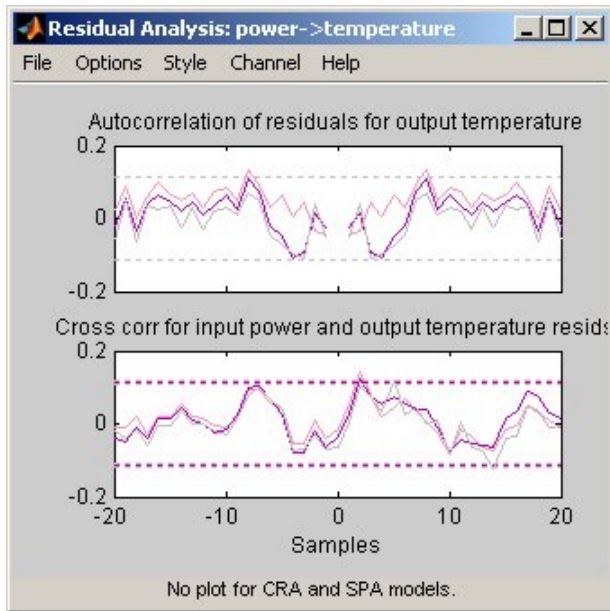 Residual Analysis: power->temperature
File Options Style Channel Help
Autocorrelation of residuals for output temperature
0.2
0
-0.2
Cross corr for input power and output temperature resids
0.2
0
-0.2
-20 -10 0 10 20
Samples
No plot for CRA and SPA models.